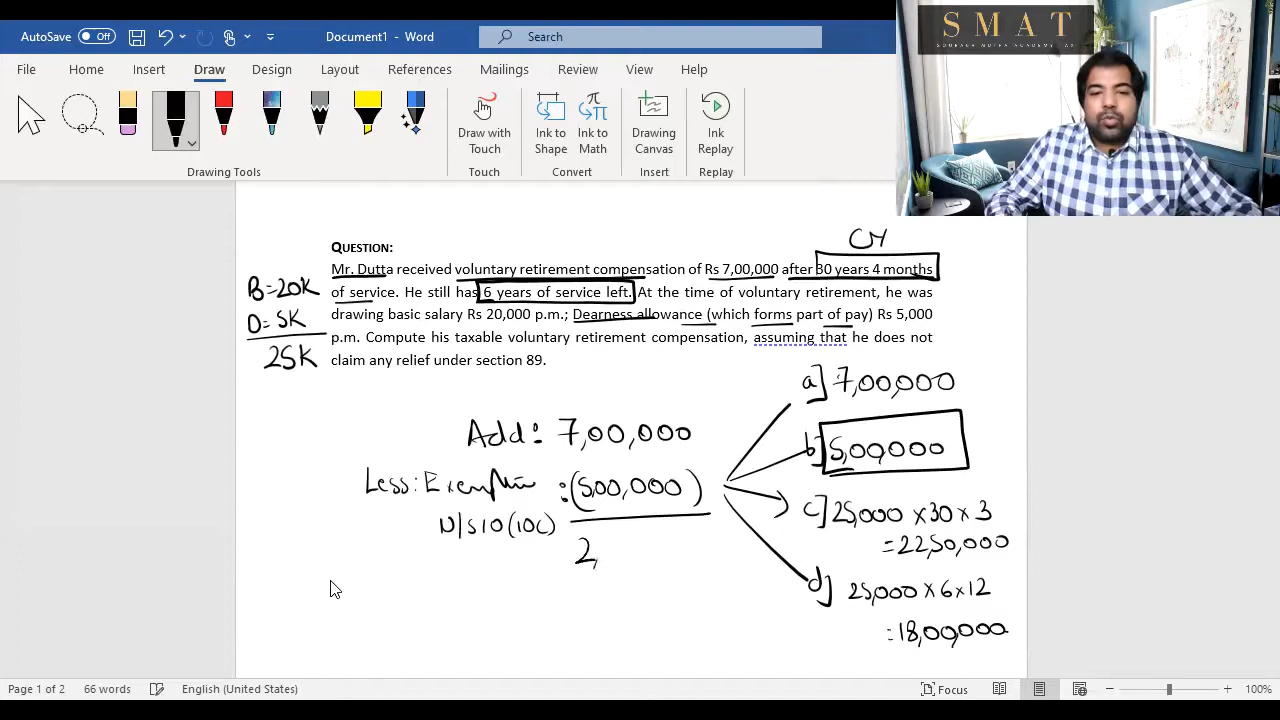 AutoSave Off Document1 - Word Search
SMAT
SOURAGH DUTTA ACADEMY TAX
File Home Insert Draw Design Layout References Mailings Review View Help
Draw with Touch
Ink to Shape
Ink to Math
Drawing Canvas
Ink Replay
Drawing Tools Touch Convert Insert Replay
CY
QUESTION:
Mr. Dutta received voluntary retirement compensation of Rs 7,00,000 after 30 years 4 months
of service. He still has 6 years of service left. At the time of voluntary retirement, he was
drawing basic salary Rs 20,000 p.m.; Dearness allowance (which forms part of pay) Rs 5,000
p.m. Compute his taxable voluntary retirement compensation, assuming that he does not
claim any relief under section 89.
B=20K
D=5K
25K
Add: 7,00,000
Less: Exemption :(5,00,000)
U/S 10(10C)
2,
a] 7,00,000
b] 5,00,000
c] 25,000 x 30 x 3
= 22,50,000
d] 25,000 x 6 x 12
= 18,00,000
Page 1 of 2 66 words English (United States) Focus 100%